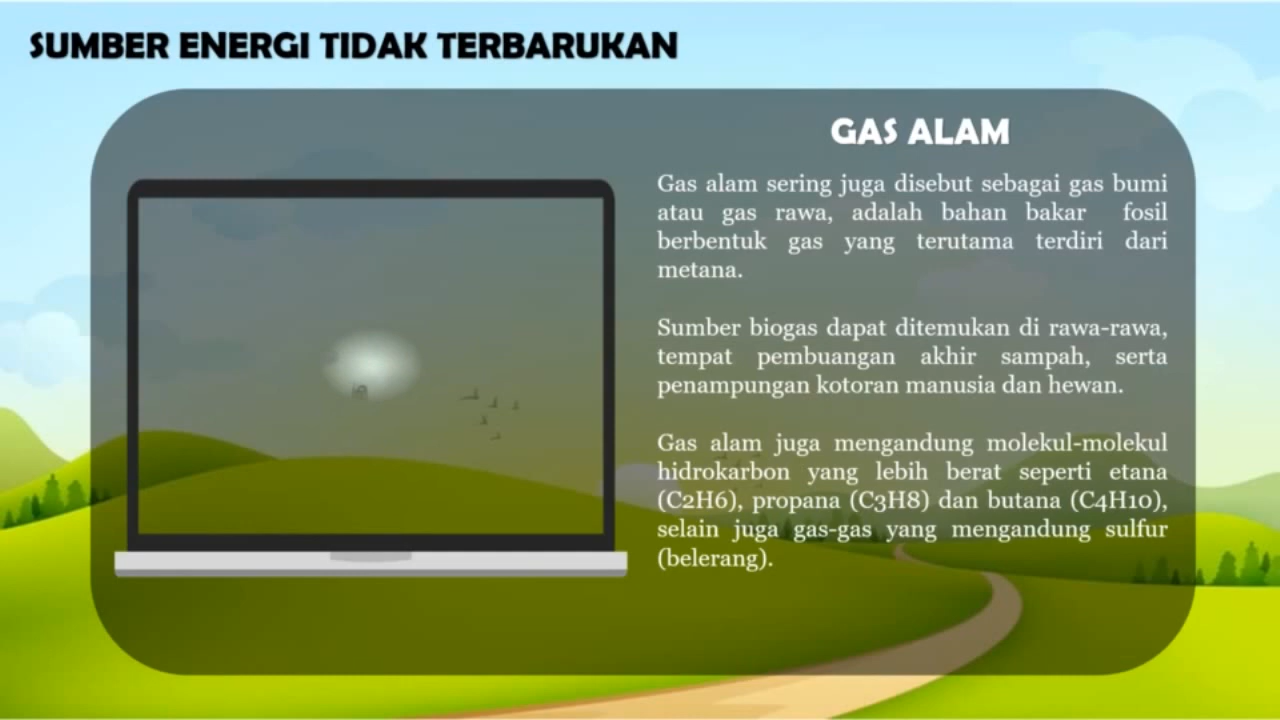 SUMBER ENERGI TIDAK TERBARUKAN
GAS ALAM
Gas alam sering juga disebut sebagai gas bumi
atau gas rawa, adalah bahan bakar fosil
berbentuk gas yang terutama terdiri dari
metana.
Sumber biogas dapat ditemukan di rawa-rawa,
tempat pembuangan akhir sampah, serta
penampungan kotoran manusia dan hewan.
Gas alam juga mengandung molekul-molekul
hidrokarbon yang lebih berat seperti etana
(C2H6), propana (C3H8) dan butana (C4H10),
selain juga gas-gas yang mengandung sulfur
(belerang).